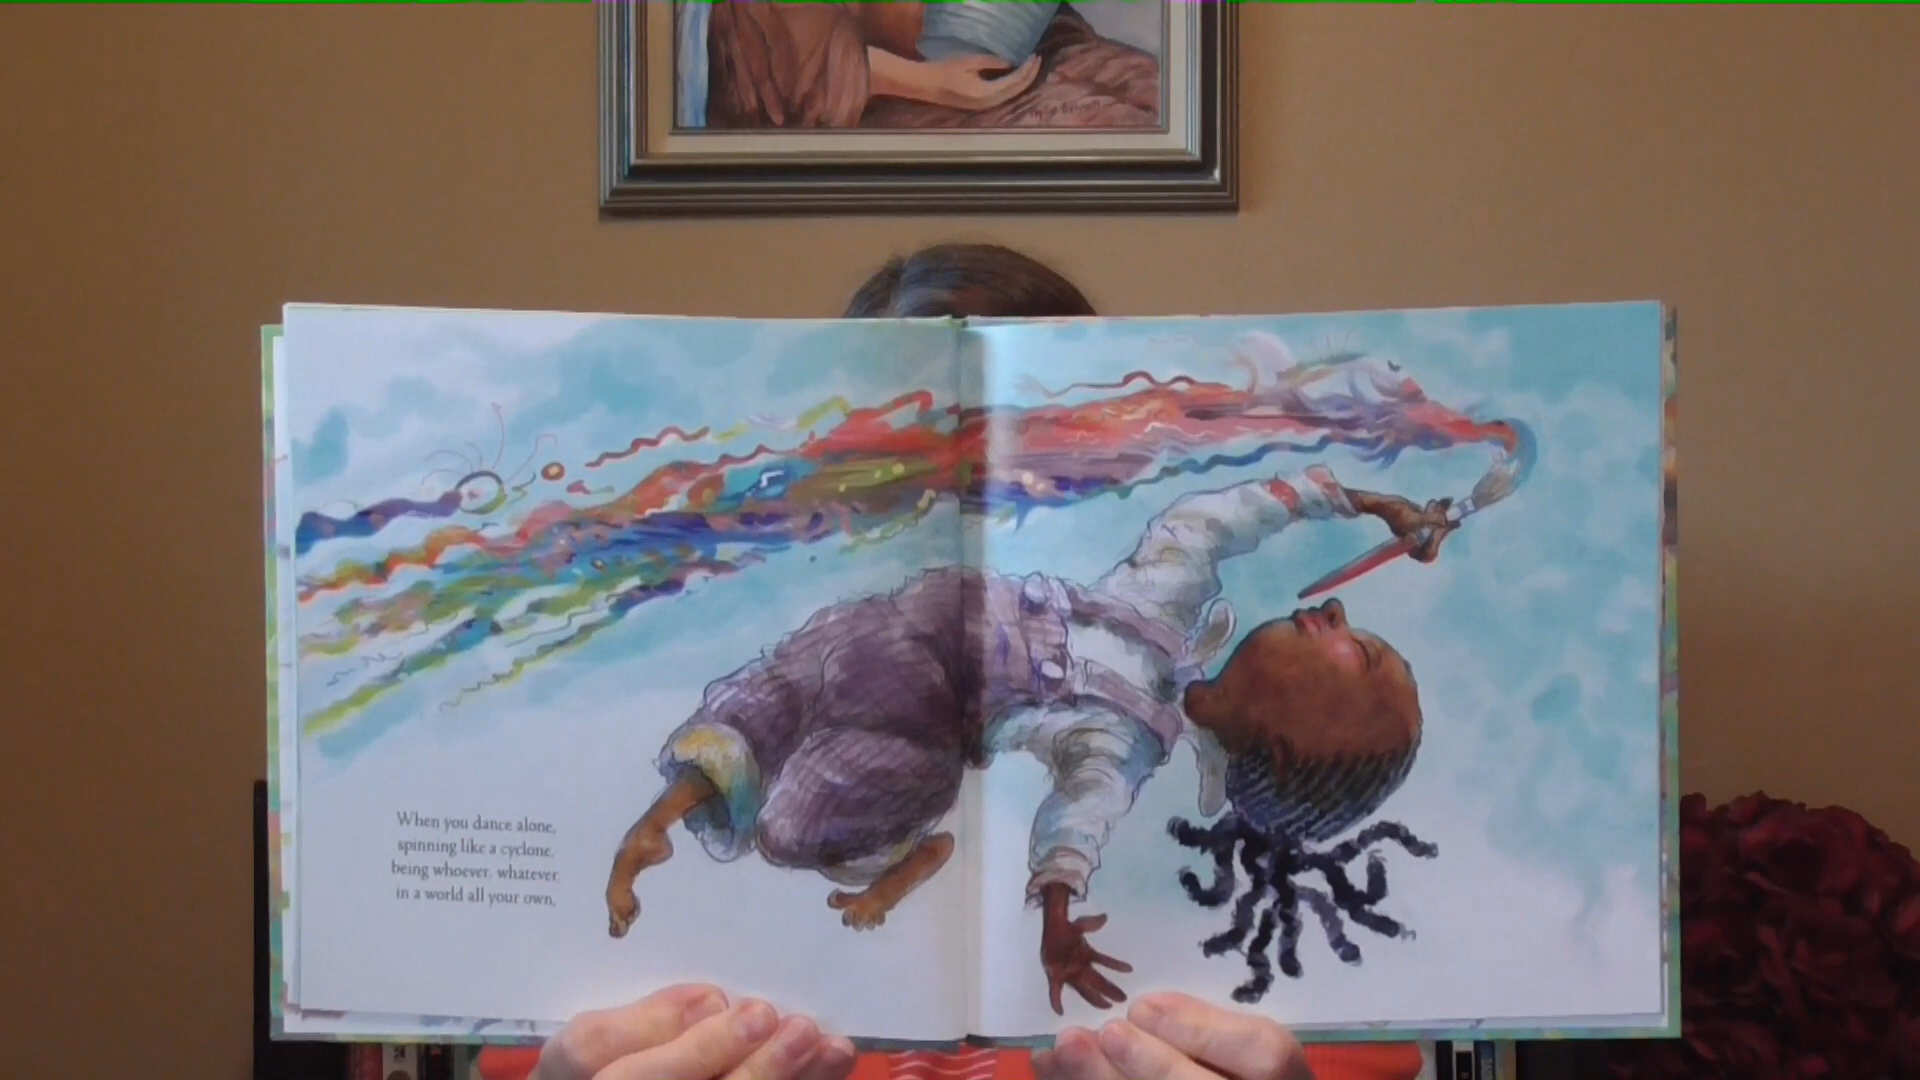 When you dance alone,
spinning like a cyclone,
being whoever, whatever,
in a world all your own,